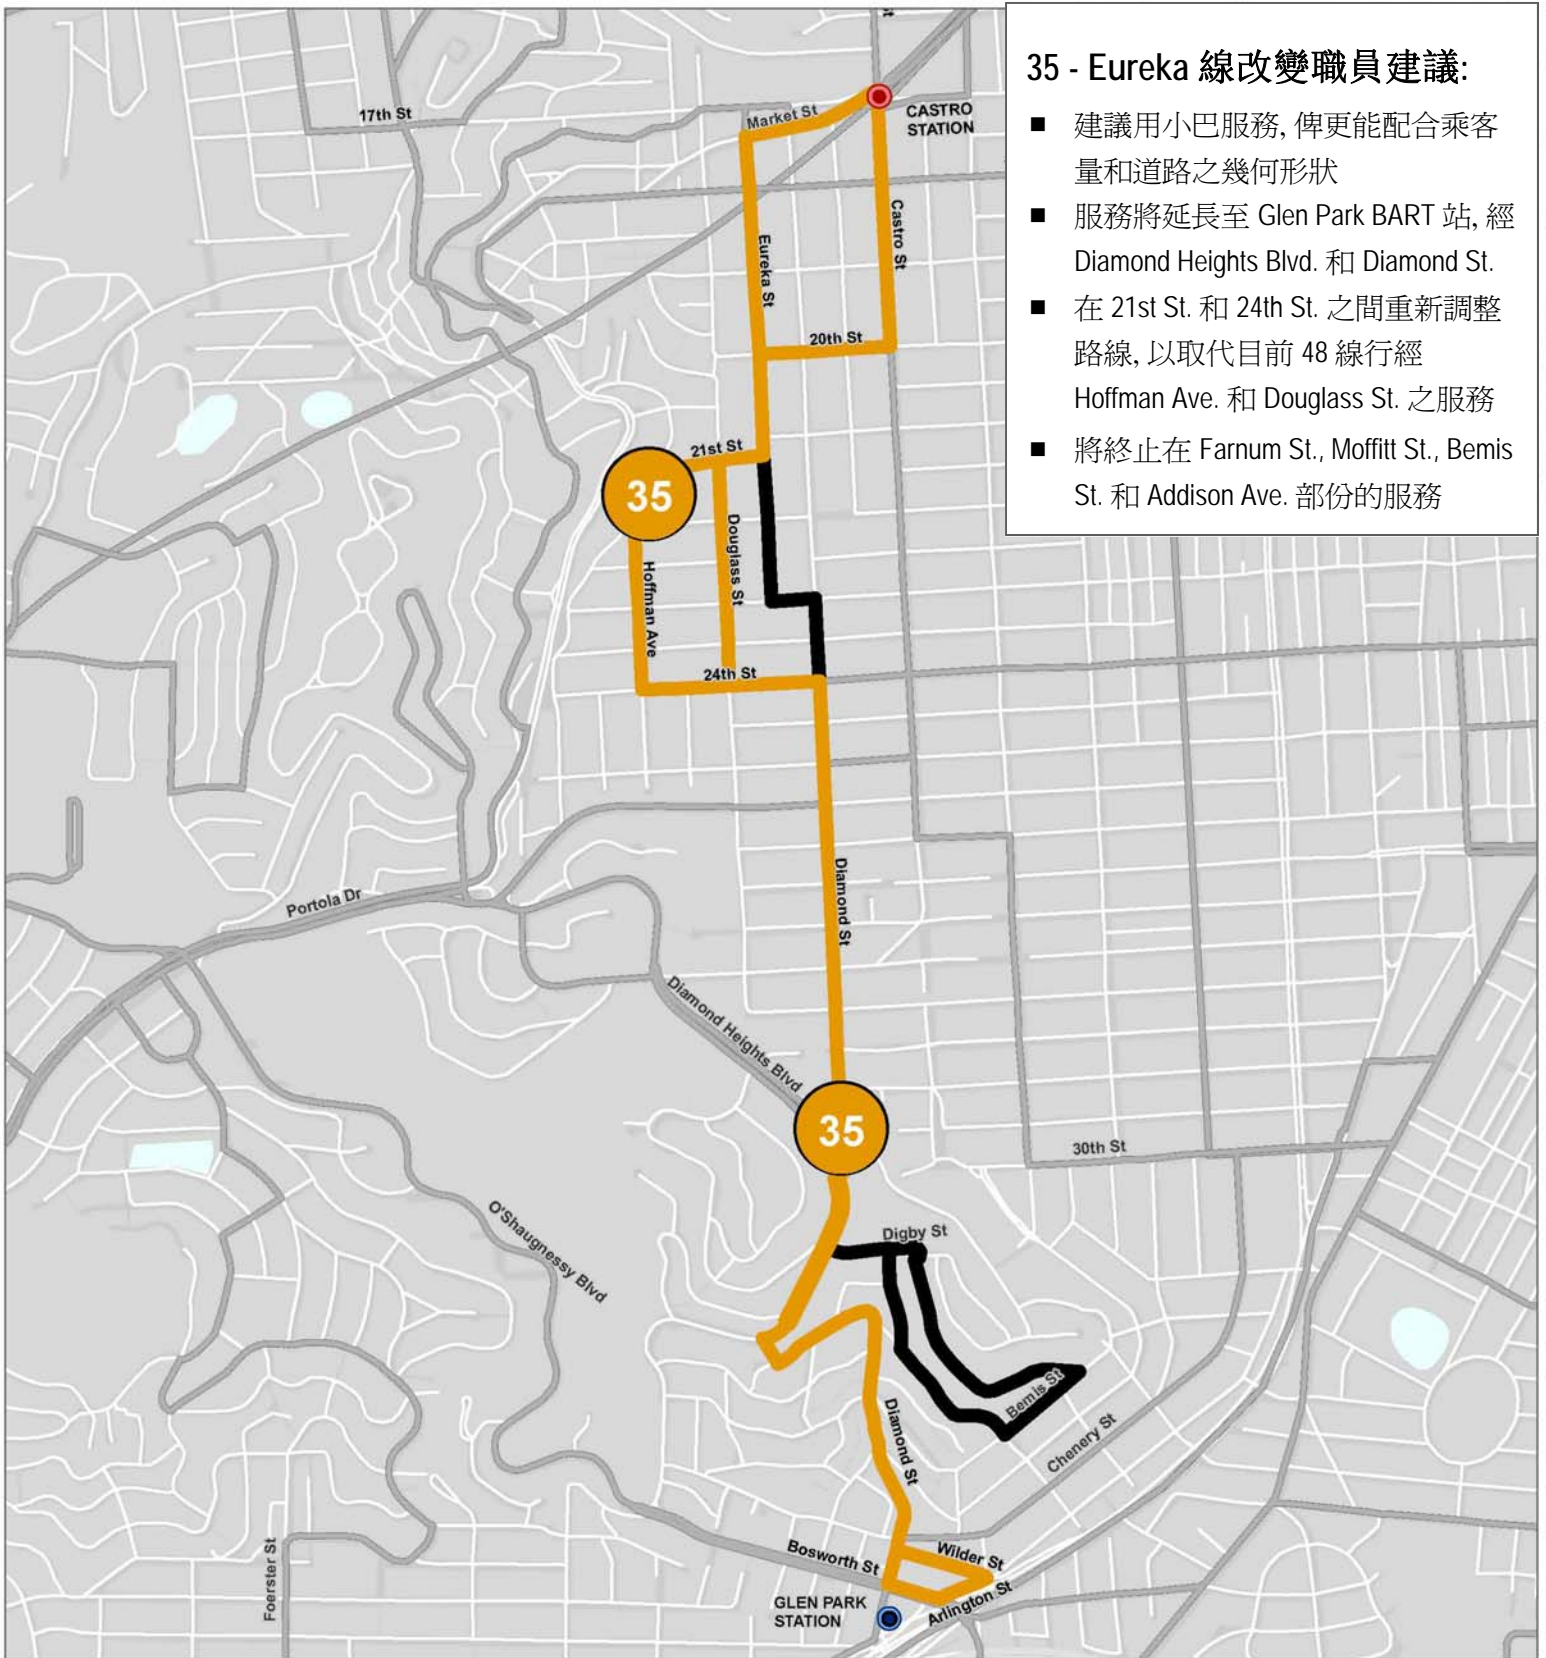 35 - Eureka 線改變職員建議:
■ 建議用小巴服務, 俾更能配合乘客
量和道路之幾何形狀
■ 服務將延長至 Glen Park BART 站, 經
Diamond Heights Blvd. 和 Diamond St.
■ 在 21st St. 和 24th St. 之間重新調整
路線, 以取代目前 48 線行經
Hoffman Ave. 和 Douglass St. 之服務
■ 將終止在 Farnum St., Moffitt St., Bemis
St. 和 Addison Ave. 部份的服務
17th St
Market St
CASTRO
STATION
Castro St
Eureka St
20th St
21st St
35
Douglass St
Hoffman Ave
24th St
Diamond St
Portola Dr
Diamond Heights Blvd
35
30th St
O'Shaugnessy Blvd
Digby St
Bemis St
Chenery St
Diamond St
Bosworth St
Wilder St
Arlington St
Foerster St
GLEN PARK
STATION